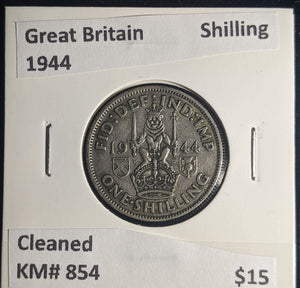 Great Britain Shilling
1944
FID:DEF:IND:IMP
19 44
ONE·SHILLING
Cleaned
KM# 854 $15